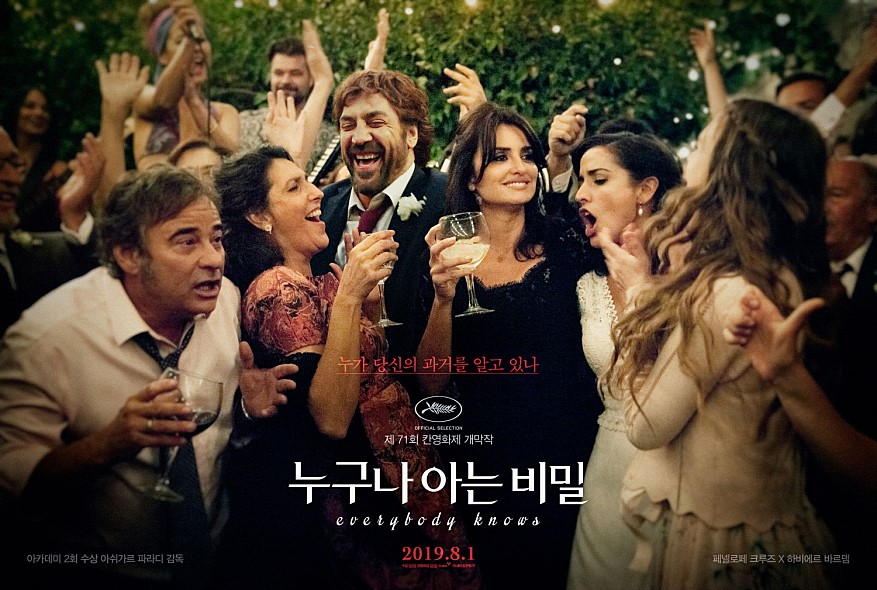 누가 당신의 과거를 알고 있나
OFFICIAL SELECTION
제 71회 칸영화제 개막작
누구나 아는 비밀
everybody knows
아카데미 2회 수상 아쉬가르 파라디 감독
2019.8.1
페넬로페 크루즈 X 하비에르 바르뎀